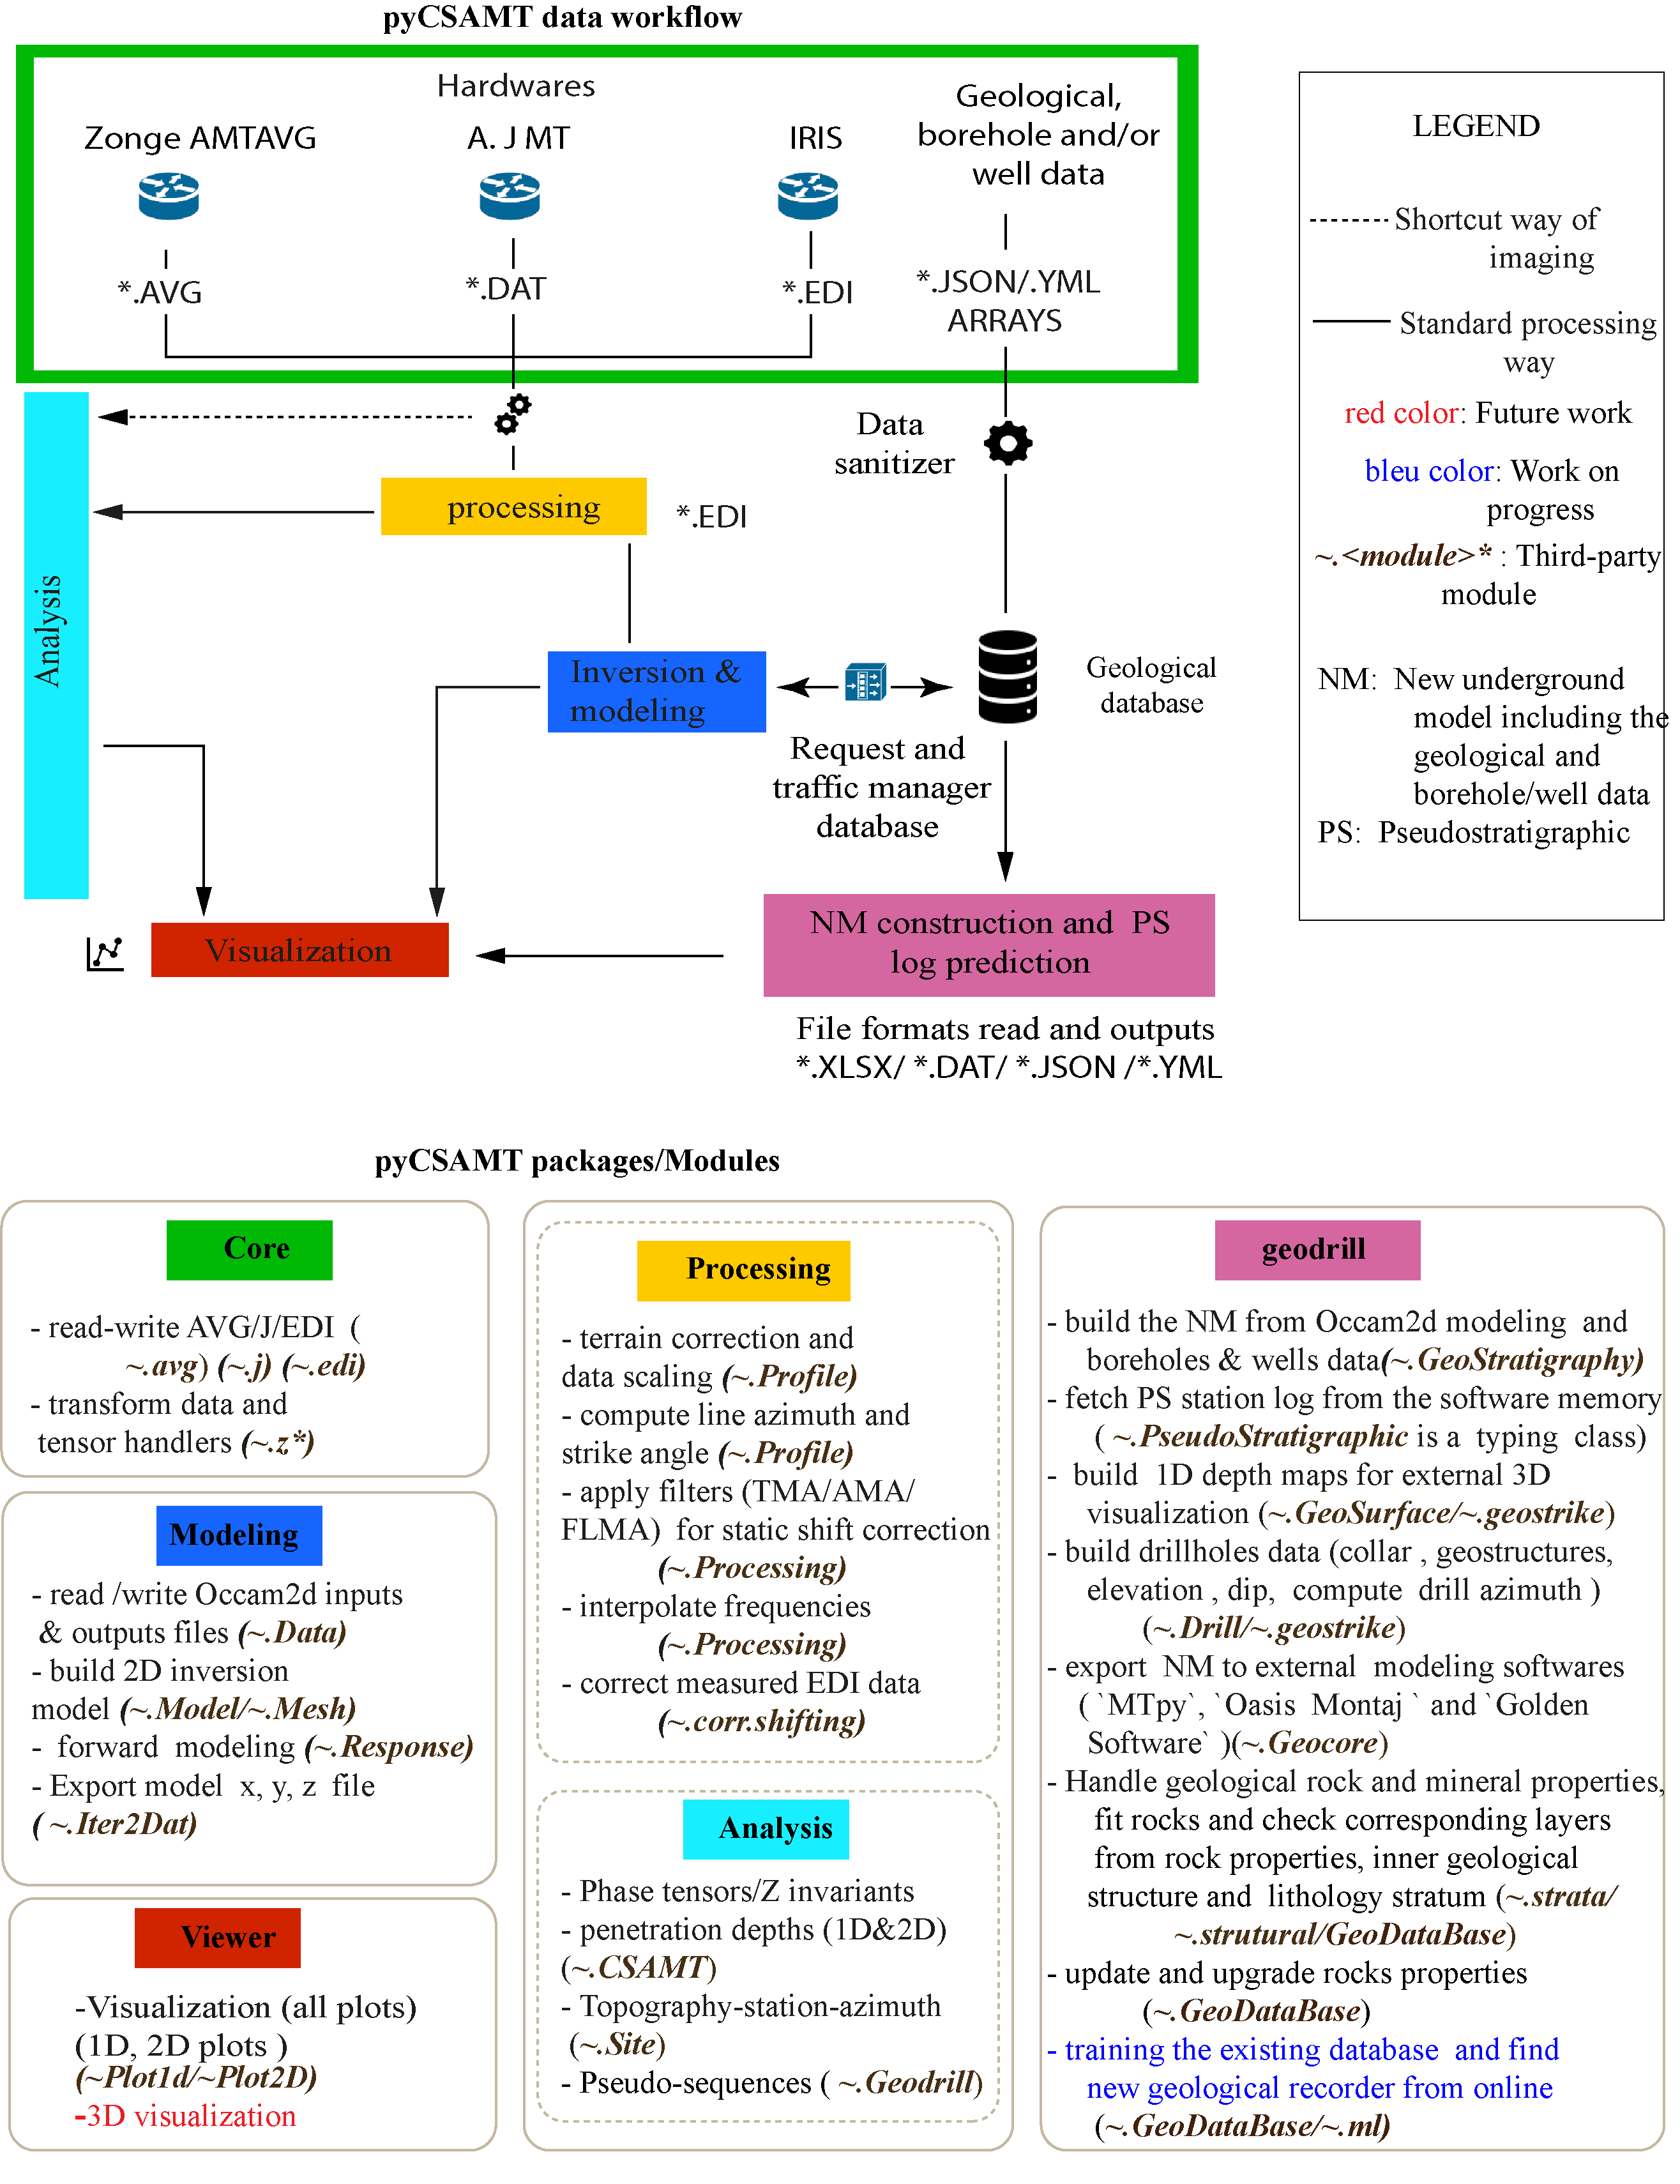 pyCSAMT data workflow
Hardwares
Zonge AMTAVG
A. J MT
IRIS
Geological,
borehole and/or
well data
*.AVG
*.DAT
*.EDI
*.JSON/.YML
ARRAYS
Data
sanitizer
processing
*.EDI
Analysis
Inversion &
modeling
Geological
database
Request and
traffic manager
database
Visualization
NM construction and PS
log prediction
File formats read and outputs
*.XLSX/ *.DAT/ *.JSON /*.YML
LEGEND
Shortcut way of
imaging
Standard processing
way
red color: Future work
bleu color: Work on
progress
~.<module>* : Third-party
module
NM: New underground
model including the
geological and
borehole/well data
PS: Pseudostratigraphic
pyCSAMT packages/Modules
Core
- read-write AVG/J/EDI (
~.avg) (~.j) (~.edi)
- transform data and
tensor handlers (~.z*)
Modeling
- read /write Occam2d inputs
& outputs files (~.Data)
- build 2D inversion
model (~.Model/~.Mesh)
- forward modeling (~.Response)
- Export model x, y, z file
( ~.Iter2Dat)
Viewer
-Visualization (all plots)
(1D, 2D plots )
(~Plot1d/~Plot2D)
-3D visualization
Processing
- terrain correction and
data scaling (~.Profile)
- compute line azimuth and
strike angle (~.Profile)
- apply filters (TMA/AMA/
FLMA) for static shift correction
(~.Processing)
- interpolate frequencies
(~.Processing)
- correct measured EDI data
(~.corr.shifting)
Analysis
- Phase tensors/Z invariants
- penetration depths (1D&2D)
(~.CSAMT)
- Topography-station-azimuth
(~.Site)
- Pseudo-sequences ( ~.Geodrill)
geodrill
- build the NM from Occam2d modeling and
boreholes & wells data(~.GeoStratigraphy)
- fetch PS station log from the software memory
( ~.PseudoStratigraphic is a typing class)
- build 1D depth maps for external 3D
visualization (~.GeoSurface/~.geostrike)
- build drillholes data (collar , geostructures,
elevation , dip, compute drill azimuth )
(~.Drill/~.geostrike)
- export NM to external modeling softwares
( `MTpy`, `Oasis Montaj ` and `Golden
Software` )(~.Geocore)
- Handle geological rock and mineral properties,
fit rocks and check corresponding layers
from rock properties, inner geological
structure and lithology stratum (~.strata/
~.strutural/GeoDataBase)
- update and upgrade rocks properties
(~.GeoDataBase)
- training the existing database and find
new geological recorder from online
(~.GeoDataBase/~.ml)